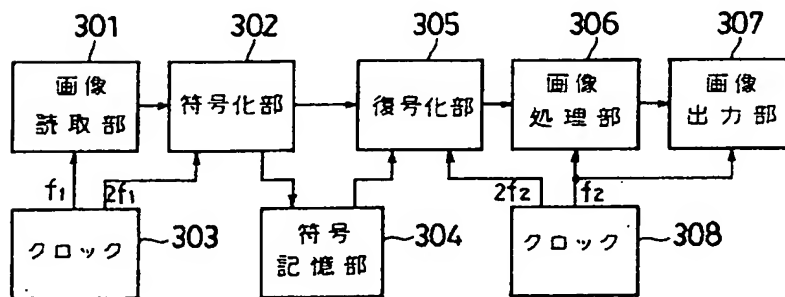 301
302
305
306
307
画像
読取部
符号化部
復号化部
画像
処理部
画像
出力部
f₁
2f₁
2f₂
f₂
クロック
303
符号
記憶部
304
クロック
308